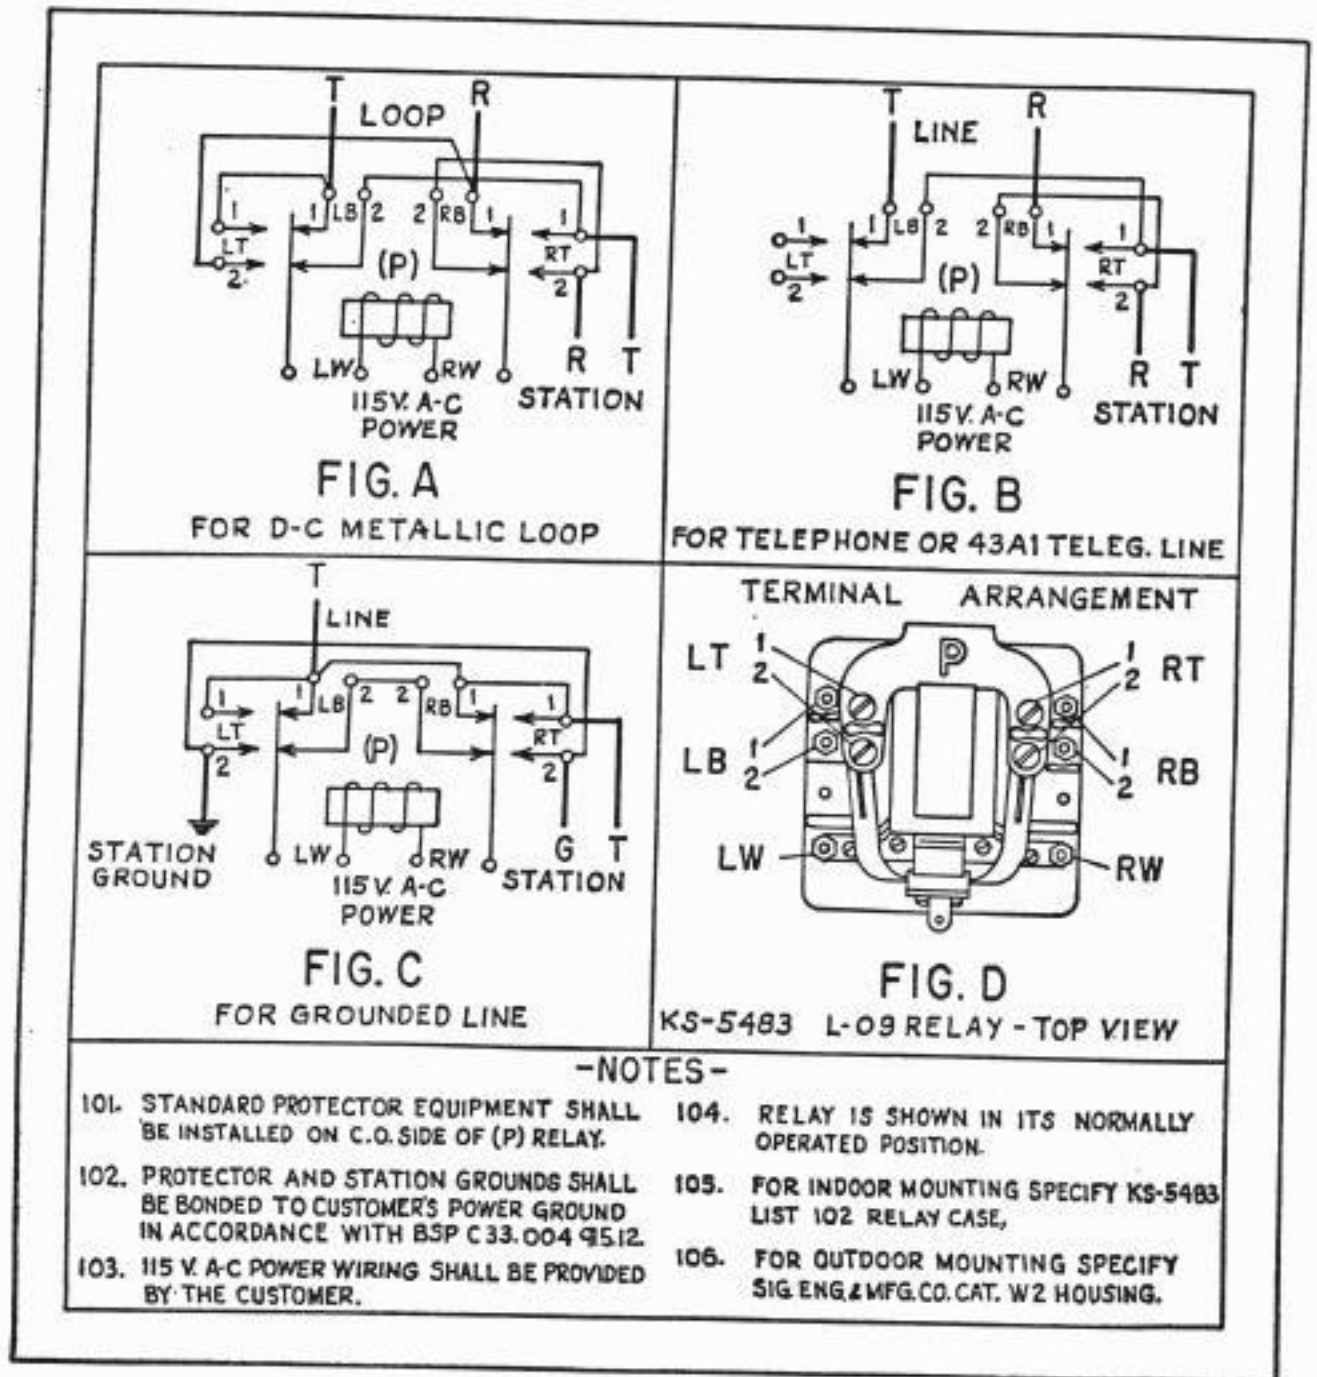 T R
LOOP
1 1 LB 2 2 RB 1 1
LT RT
2 (P) 2
LW RW R T
115V. A-C STATION
POWER
FIG. A
FOR D-C METALLIC LOOP
T R
LINE
1 1 LB 2 2 RB 1 1
LT RT
2 (P) 2
LW RW R T
115V. A-C STATION
POWER
FIG. B
FOR TELEPHONE OR 43A1 TELEG. LINE
T
LINE
1 1 LB 2 2 RB 1 1
LT RT
2 (P) 2
STATION LW RW G T
GROUND 115V. A-C STATION
POWER
FIG. C
FOR GROUNDED LINE
TERMINAL ARRANGEMENT
P
LT 1 1 RT
2 2
LB 1 1 RB
2 2
LW RW
FIG. D
KS-5483 L-09 RELAY - TOP VIEW
-NOTES-
101. STANDARD PROTECTOR EQUIPMENT SHALL
BE INSTALLED ON C.O. SIDE OF (P) RELAY.
102. PROTECTOR AND STATION GROUNDS SHALL
BE BONDED TO CUSTOMER'S POWER GROUND
IN ACCORDANCE WITH BSP C33.004
103. 115 V. A-C POWER WIRING SHALL BE PROVIDED
BY THE CUSTOMER.
104. RELAY IS SHOWN IN ITS NORMALLY
OPERATED POSITION.
105. FOR INDOOR MOUNTING SPECIFY KS-5483
LIST 102 RELAY CASE,
106. FOR OUTDOOR MOUNTING SPECIFY
SIG. ENG. & MFG. CO. CAT. W2 HOUSING.